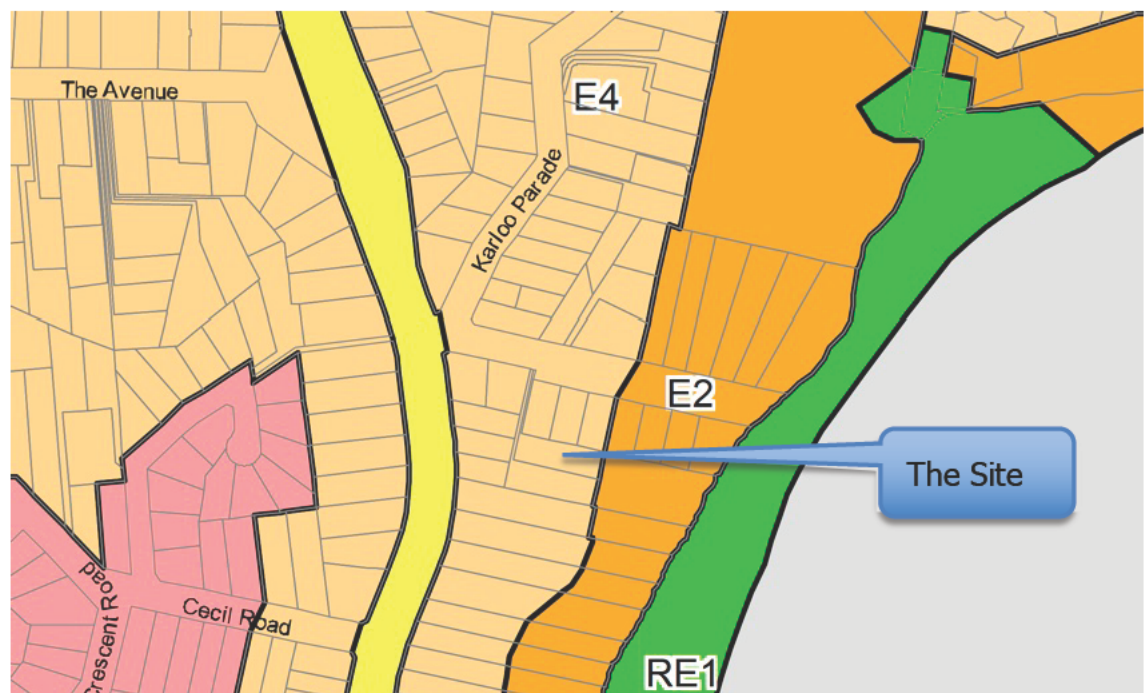 The Avenue
E4
Karloo Parade
E2
The Site
Crescent Road
Cecil Road
RE1